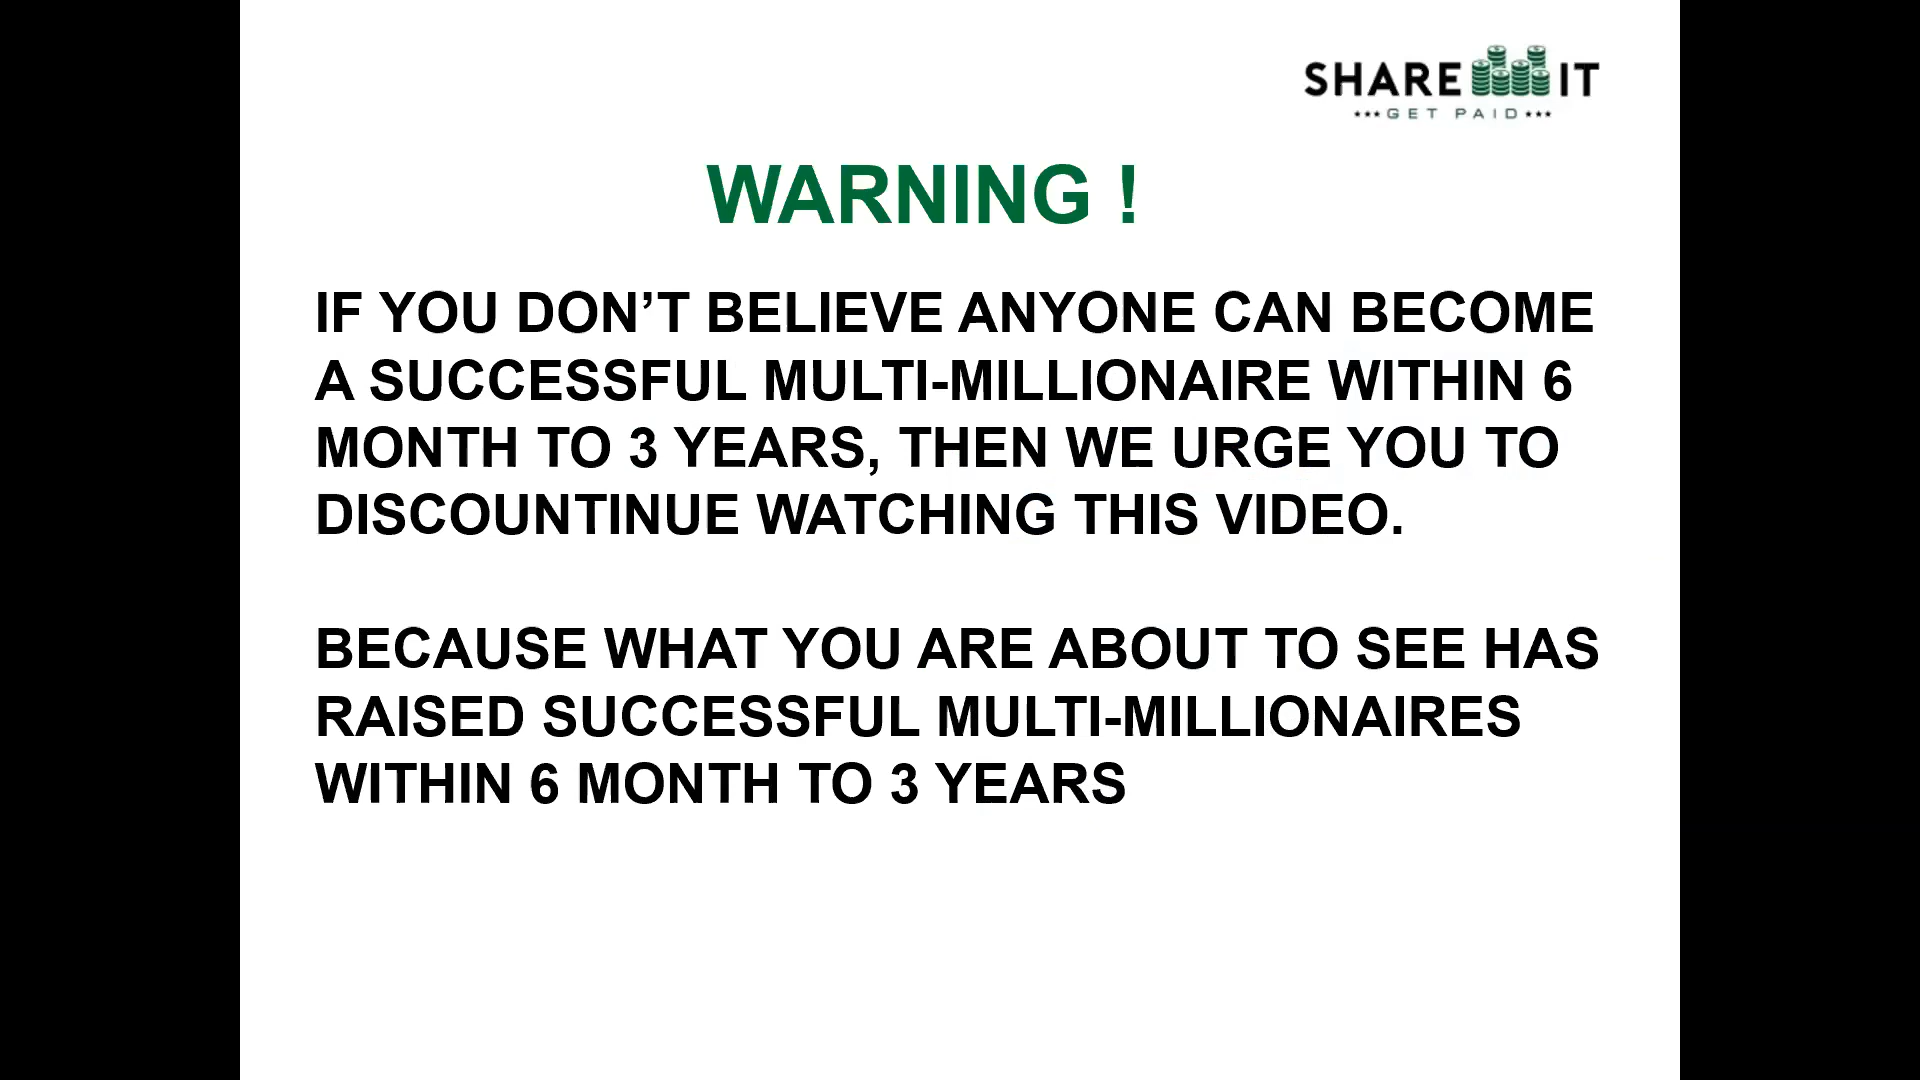 SHARE IT
***GET PAID***
WARNING !
IF YOU DON’T BELIEVE ANYONE CAN BECOME
A SUCCESSFUL MULTI-MILLIONAIRE WITHIN 6
MONTH TO 3 YEARS, THEN WE URGE YOU TO
DISCOUNTINUE WATCHING THIS VIDEO.
BECAUSE WHAT YOU ARE ABOUT TO SEE HAS
RAISED SUCCESSFUL MULTI-MILLIONAIRES
WITHIN 6 MONTH TO 3 YEARS